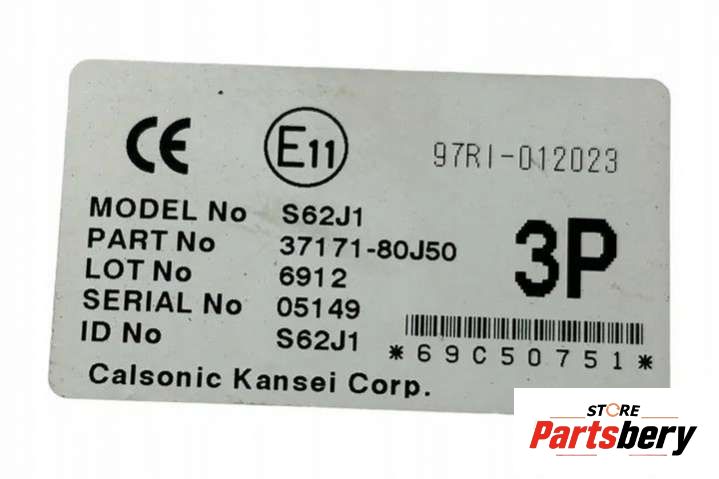 CE E11 97RI-012023
MODEL No S62J1
PART No 37171-80J50
LOT No 6912
SERIAL No 05149
ID No S62J1
3P
*69C50751*
Calsonic Kansei Corp.
STORE
Partsbery